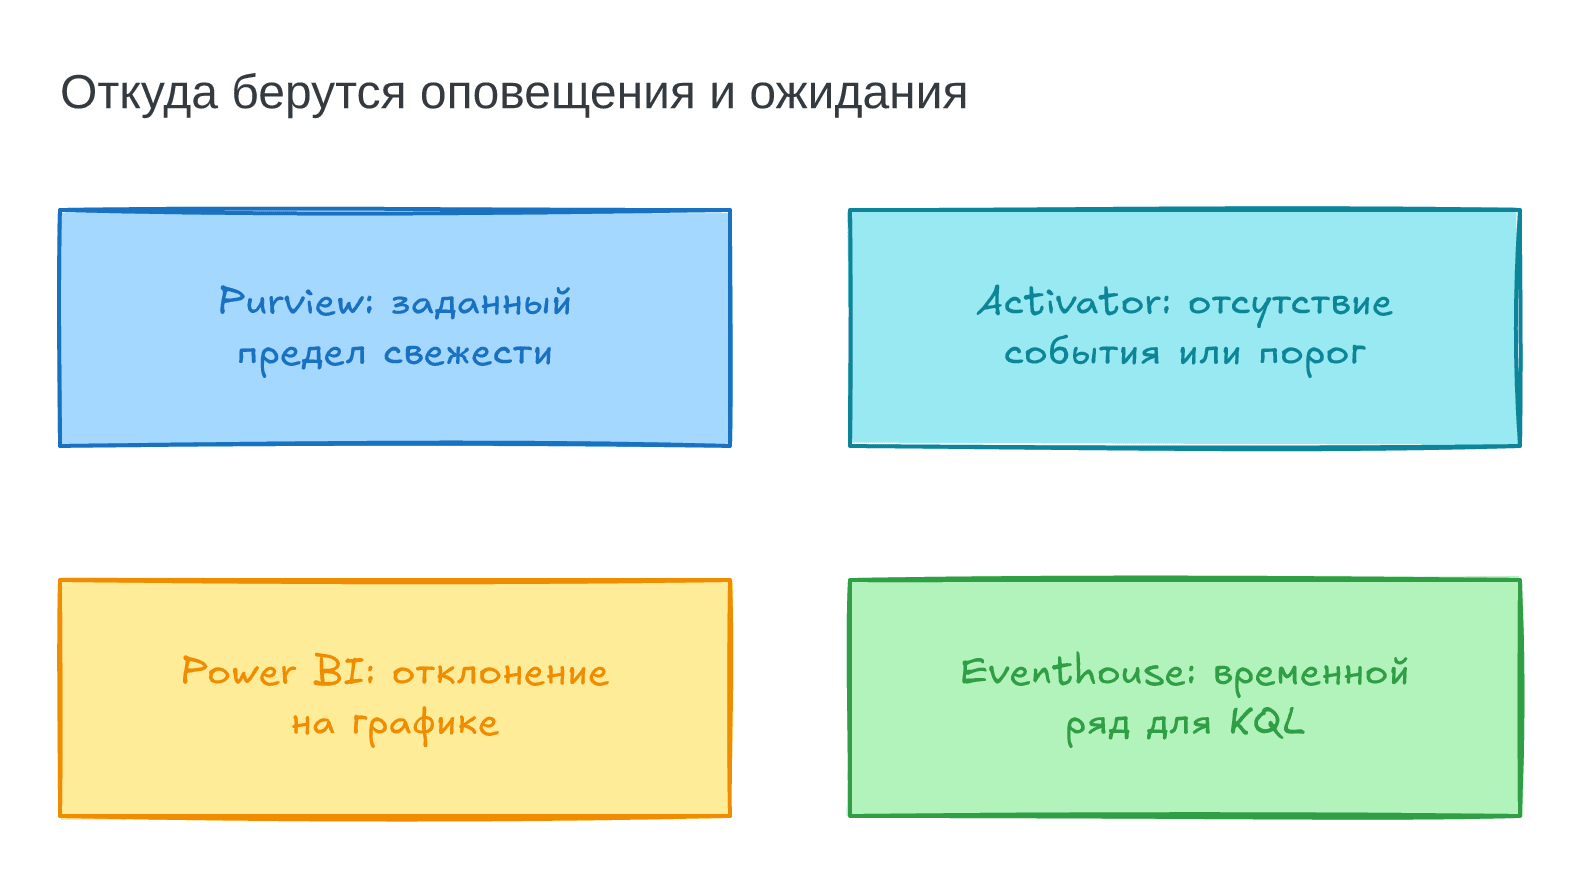 Откуда берутся оповещения и ожидания
Purview: заданный
предел свежести
Activator: отсутствие
события или порог
Power BI: отклонение
на графике
Eventhouse: временной
ряд для KQL